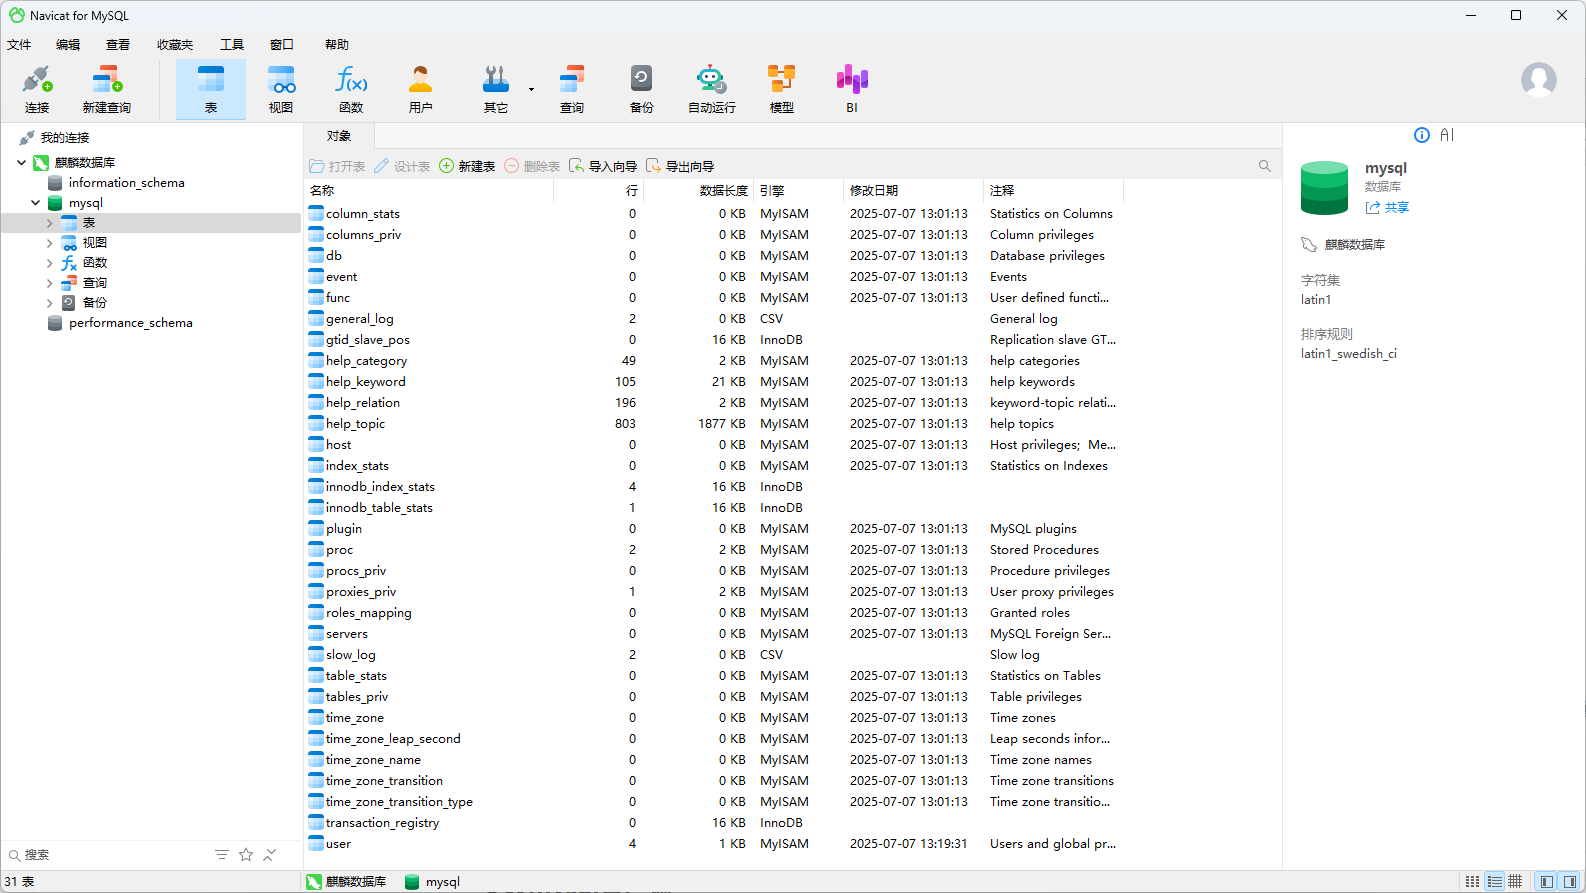 Navicat for MySQL
文件 编辑 查看 收藏夹 工具 窗口 帮助
连接 新建查询 表 视图 函数 用户 其它 查询 备份 自动运行 模型 BI
我的连接
麒麟数据库
information_schema
mysql
表
视图
函数
查询
备份
performance_schema
搜索
对象
打开表 设计表 新建表 删除表 导入向导 导出向导
名称 行 数据长度 引擎 修改日期 注释
column_stats 0 0 KB MyISAM 2025-07-07 13:01:13 Statistics on Columns
columns_priv 0 0 KB MyISAM 2025-07-07 13:01:13 Column privileges
db 0 0 KB MyISAM 2025-07-07 13:01:13 Database privileges
event 0 0 KB MyISAM 2025-07-07 13:01:13 Events
func 0 0 KB MyISAM 2025-07-07 13:01:13 User defined functi...
general_log 2 0 KB CSV General log
gtid_slave_pos 0 16 KB InnoDB Replication slave GT...
help_category 49 2 KB MyISAM 2025-07-07 13:01:13 help categories
help_keyword 105 21 KB MyISAM 2025-07-07 13:01:13 help keywords
help_relation 196 2 KB MyISAM 2025-07-07 13:01:13 keyword-topic relati...
help_topic 803 1877 KB MyISAM 2025-07-07 13:01:13 help topics
host 0 0 KB MyISAM 2025-07-07 13:01:13 Host privileges; Me...
index_stats 0 0 KB MyISAM 2025-07-07 13:01:13 Statistics on Indexes
innodb_index_stats 4 16 KB InnoDB
innodb_table_stats 1 16 KB InnoDB
plugin 0 0 KB MyISAM 2025-07-07 13:01:13 MySQL plugins
proc 2 2 KB MyISAM 2025-07-07 13:01:13 Stored Procedures
procs_priv 0 0 KB MyISAM 2025-07-07 13:01:13 Procedure privileges
proxies_priv 1 2 KB MyISAM 2025-07-07 13:01:13 User proxy privileges
roles_mapping 0 0 KB MyISAM 2025-07-07 13:01:13 Granted roles
servers 0 0 KB MyISAM 2025-07-07 13:01:13 MySQL Foreign Ser...
slow_log 2 0 KB CSV Slow log
table_stats 0 0 KB MyISAM 2025-07-07 13:01:13 Statistics on Tables
tables_priv 0 0 KB MyISAM 2025-07-07 13:01:13 Table privileges
time_zone 0 0 KB MyISAM 2025-07-07 13:01:13 Time zones
time_zone_leap_second 0 0 KB MyISAM 2025-07-07 13:01:13 Leap seconds infor...
time_zone_name 0 0 KB MyISAM 2025-07-07 13:01:13 Time zone names
time_zone_transition 0 0 KB MyISAM 2025-07-07 13:01:13 Time zone transitions
time_zone_transition_type 0 0 KB MyISAM 2025-07-07 13:01:13 Time zone transitio...
transaction_registry 0 16 KB InnoDB
user 4 1 KB MyISAM 2025-07-07 13:19:31 Users and global pr...
AI
mysql
数据库
共享
麒麟数据库
字符集
latin1
排序规则
latin1_swedish_ci
31 表 麒麟数据库 mysql